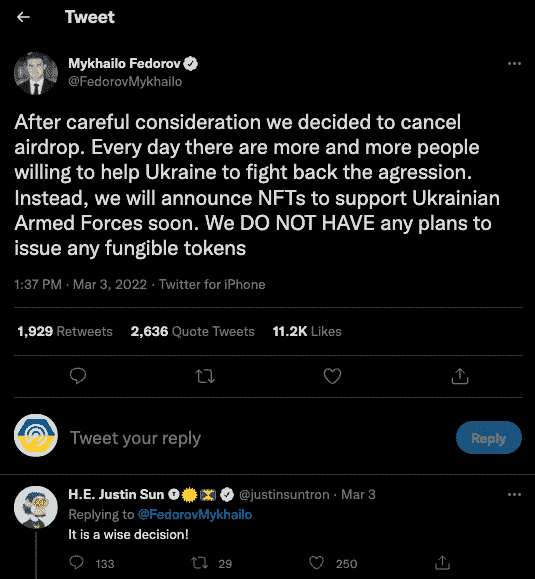 Tweet
Mykhailo Fedorov
@FedorovMykhailo
After careful consideration we decided to cancel
airdrop. Every day there are more and more people
willing to help Ukraine to fight back the agression.
Instead, we will announce NFTs to support Ukrainian
Armed Forces soon. We DO NOT HAVE any plans to
issue any fungible tokens
1:37 PM · Mar 3, 2022 · Twitter for iPhone
1,929 Retweets 2,636 Quote Tweets 11.2K Likes
Tweet your reply
Reply
H.E. Justin Sun @justinsuntron · Mar 3
Replying to @FedorovMykhailo
It is a wise decision!
133 29 250